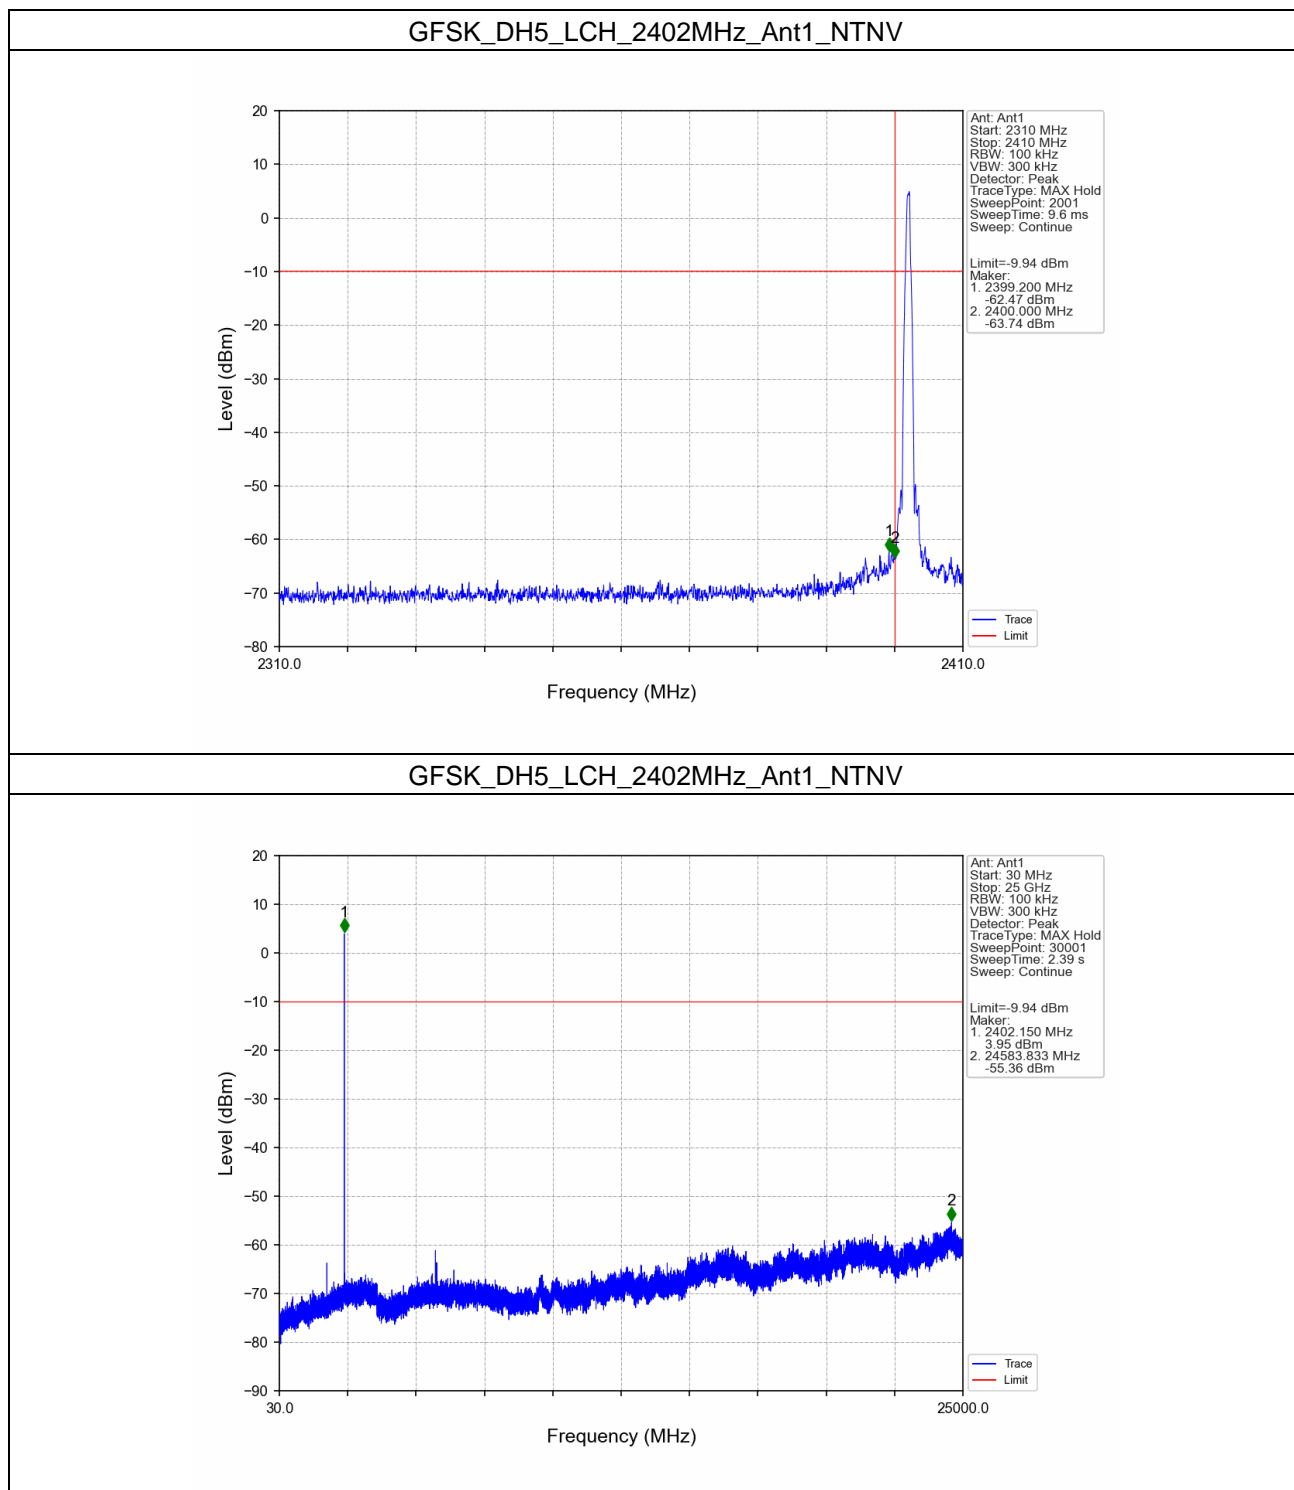 GFSK_DH5_LCH_2402MHz_Ant1_NTNV
20
10
0
−10
−20
−30
−40
−50
−60
−70
−80
Level (dBm)
1
2
2310.0
2410.0
Frequency (MHz)
Ant: Ant1
Start: 2310 MHz
Stop: 2410 MHz
RBW: 100 kHz
VBW: 300 kHz
Detector: Peak
TraceType: MAX Hold
SweepPoint: 2001
SweepTime: 9.6 ms
Sweep: Continue
Limit=-9.94 dBm
Maker:
1. 2399.200 MHz
-62.47 dBm
2. 2400.000 MHz
-63.74 dBm
Trace
Limit
GFSK_DH5_LCH_2402MHz_Ant1_NTNV
20
10
0
−10
−20
−30
−40
−50
−60
−70
−80
−90
Level (dBm)
1
2
30.0
25000.0
Frequency (MHz)
Ant: Ant1
Start: 30 MHz
Stop: 25 GHz
RBW: 100 kHz
VBW: 300 kHz
Detector: Peak
TraceType: MAX Hold
SweepPoint: 30001
SweepTime: 2.39 s
Sweep: Continue
Limit=-9.94 dBm
Maker:
1. 2402.150 MHz
3.95 dBm
2. 24583.833 MHz
-55.36 dBm
Trace
Limit